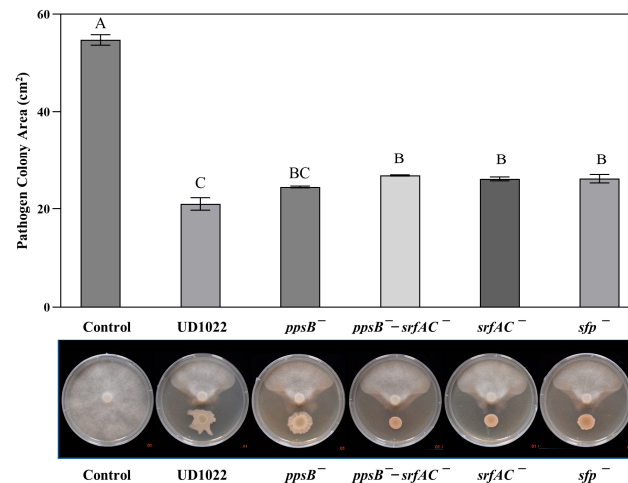 60
40
20
0
Pathogen Colony Area (cm²)
A
C
BC
B
B
B
Control UD1022 ppsB⁻ ppsB⁻-srfAC⁻ srfAC⁻ sfp⁻
Control UD1022 ppsB⁻ ppsB⁻-srfAC⁻ srfAC⁻ sfp⁻